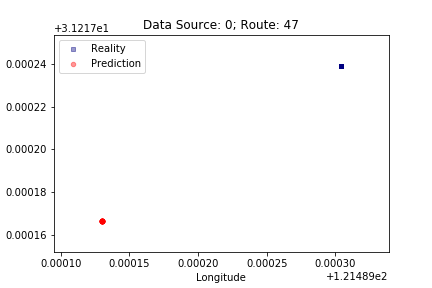 Data Source: 0; Route: 47
+3.1217e1
Reality
Prediction
0.00024
0.00022
0.00020
0.00018
0.00016
0.00010 0.00015 0.00020 0.00025 0.00030
Longitude
+1.21489e2